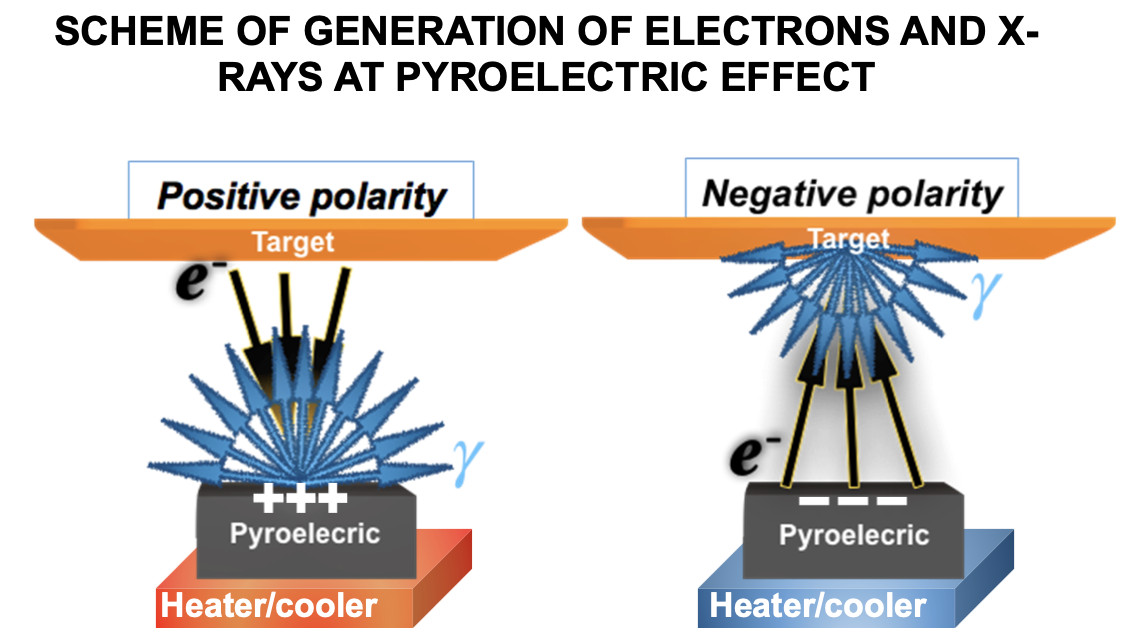 SCHEME OF GENERATION OF ELECTRONS AND X-
RAYS AT PYROELECTRIC EFFECT
Positive polarity
Target
e⁻
γ
+++
Pyroelecric
Heater/cooler
Negative polarity
Target
γ
e⁻
– – –
Pyroelecric
Heater/cooler